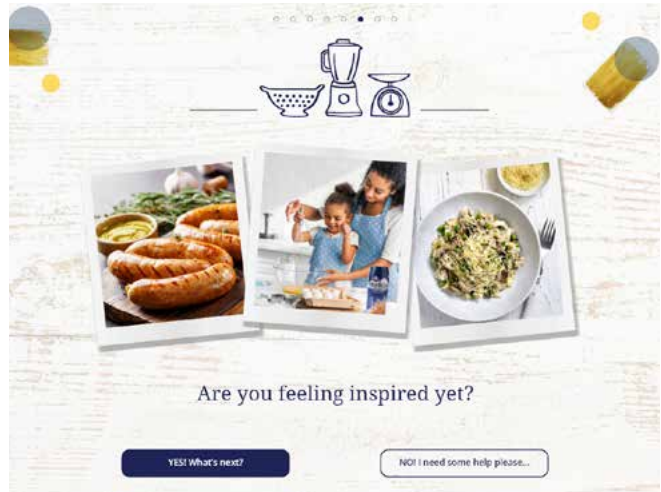 Are you feeling inspired yet?
YES! What's next?
NO! I need some help please...